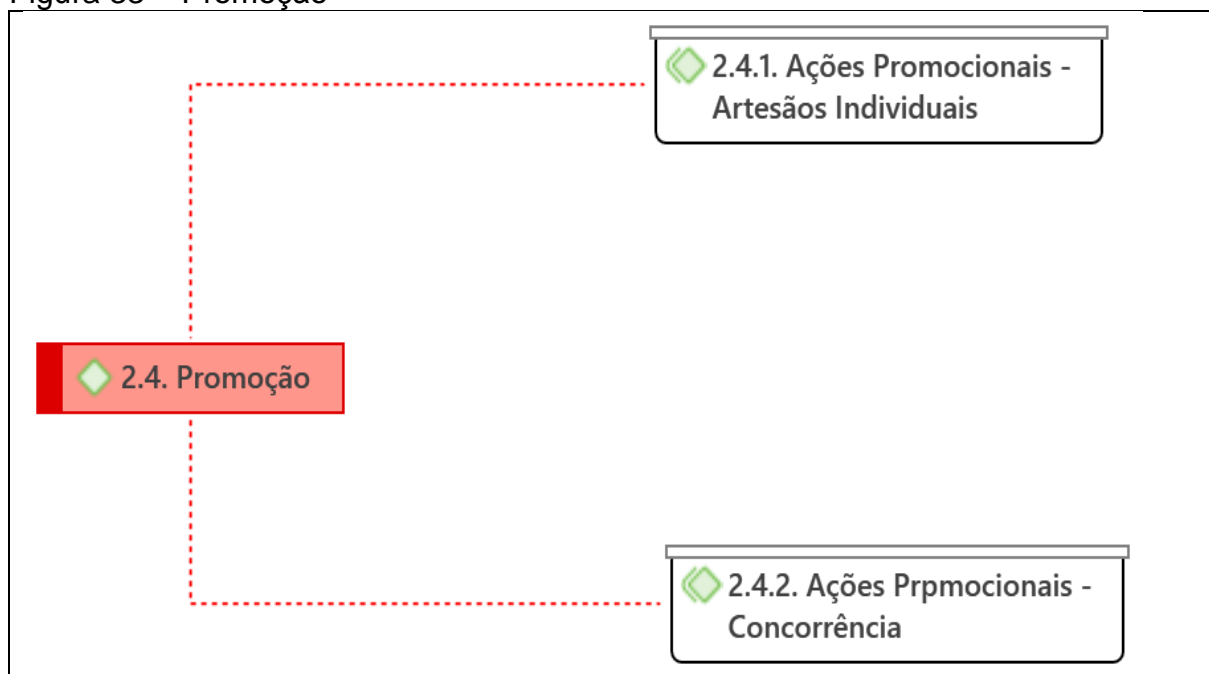 2.4.1. Ações Promocionais -
Artesãos Individuais
2.4. Promoção
2.4.2. Ações Prpmocionais -
Concorrência